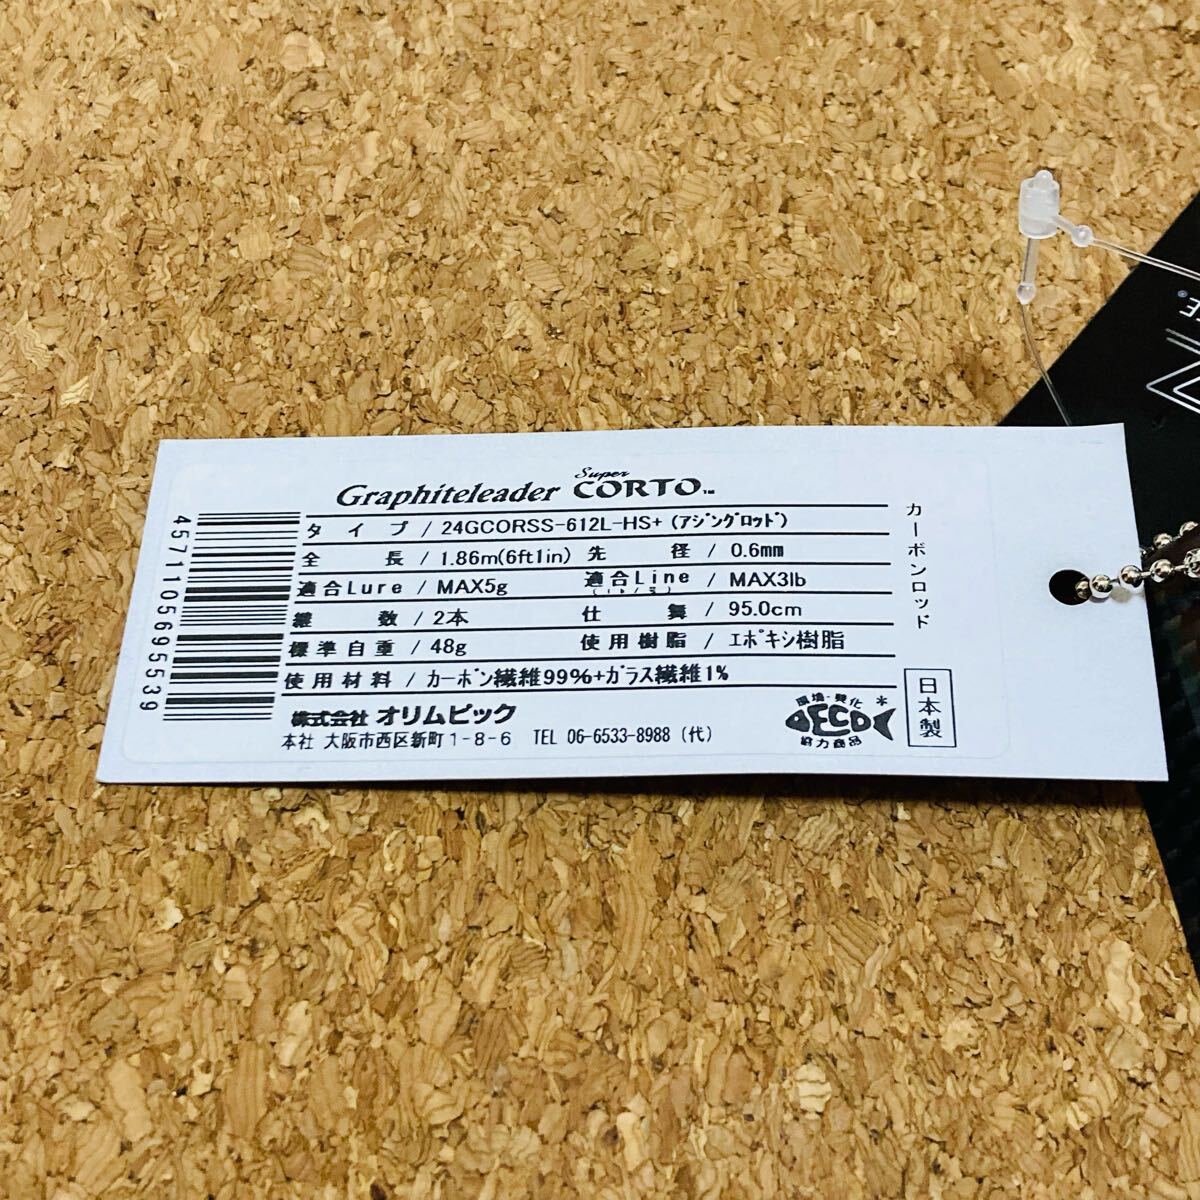 Super
Graphiteleader CORTO™
タイプ / 24GCORSS-612L-HS+ (アジングロッド)
全長 / 1.86m(6ft1in) 先径 / 0.6mm
適合Lure / MAX5g 適合Line / MAX3lb
継数 / 2本 仕舞 / 95.0cm
標準自重 / 48g 使用樹脂 / エポキシ樹脂
使用材料 / カーボン繊維99%+ガラス繊維1%
株式会社 オリムピック
本社 大阪市西区新町1-8-6 TEL 06-6533-8988 (代)
4571105695539
カーボンロッド
日本製
ECO
協力商品